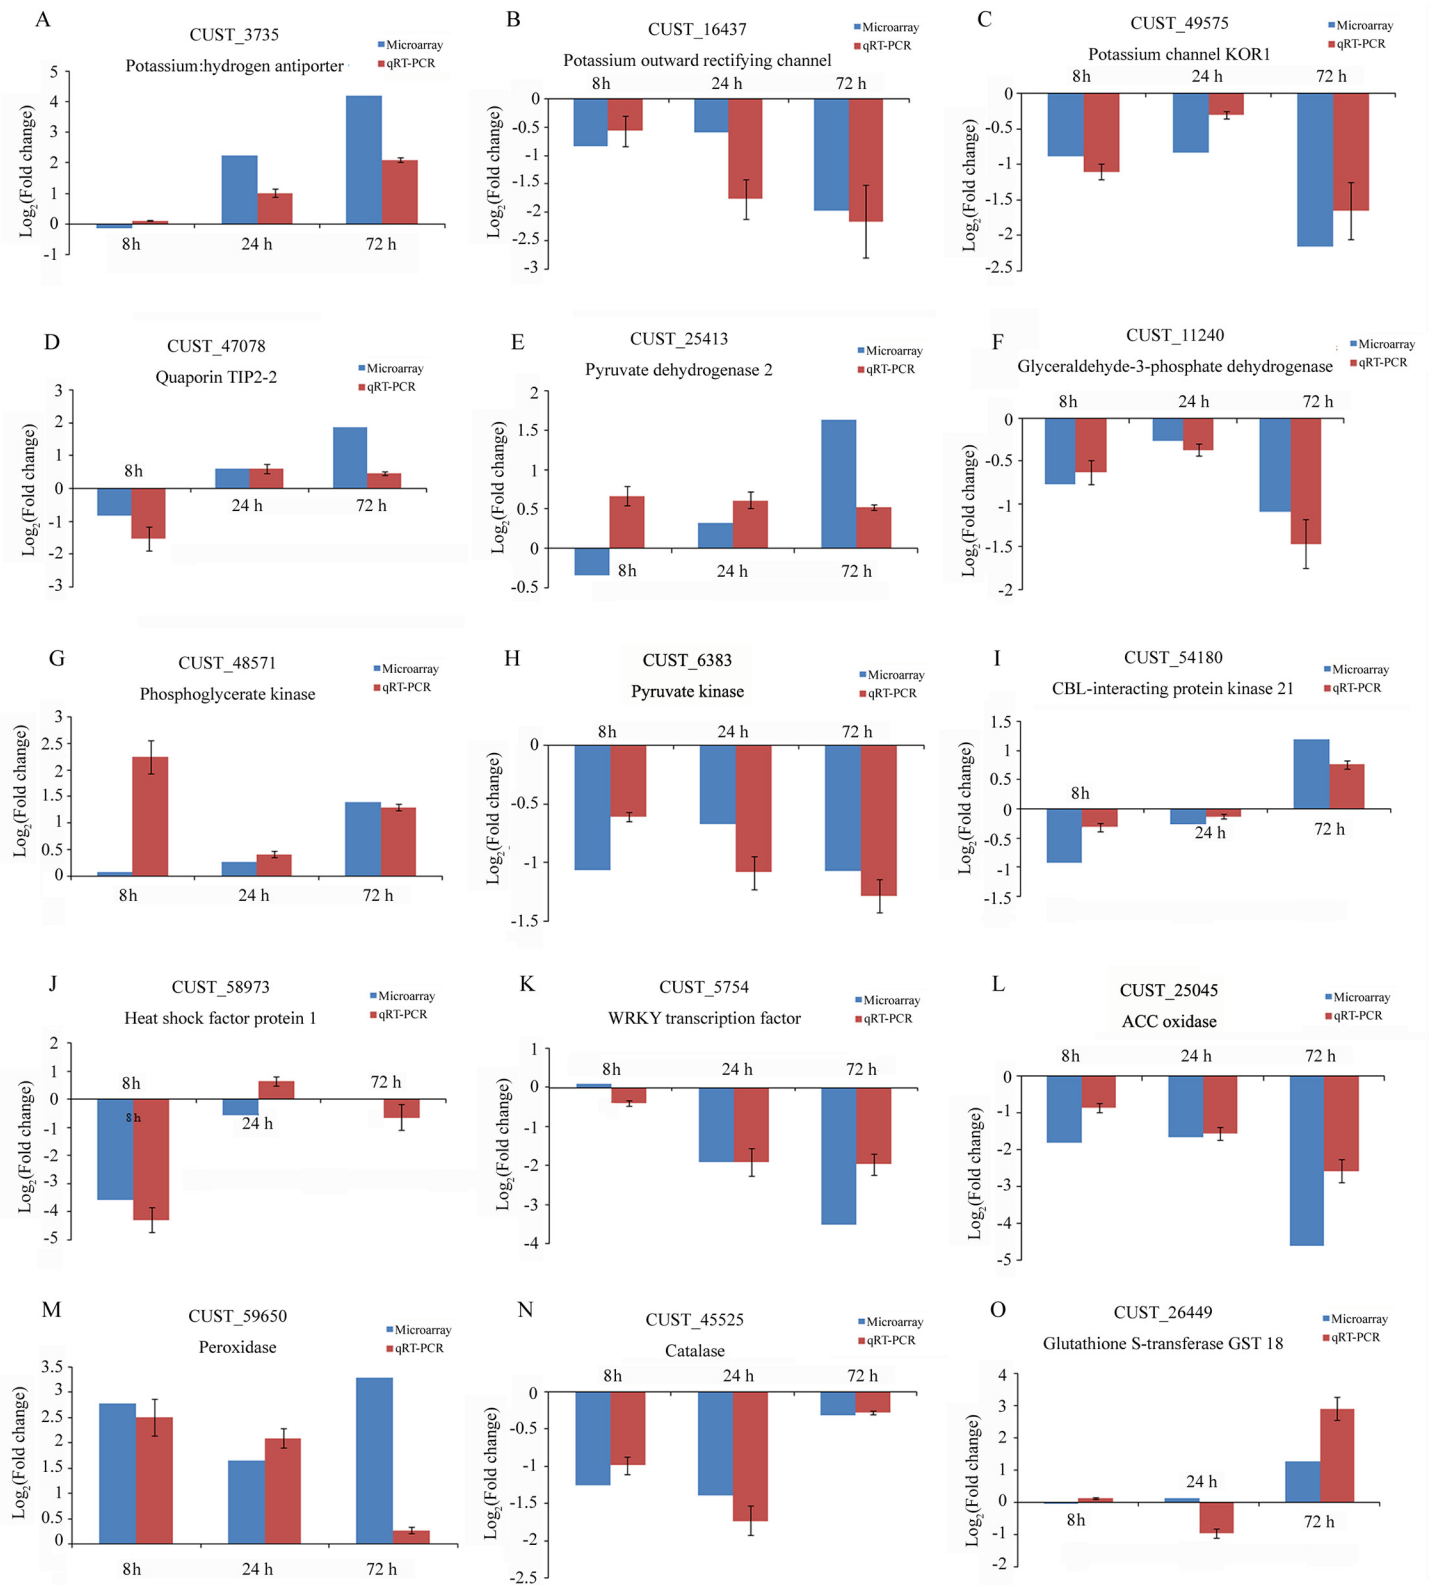 A
CUST_3735
Potassium:hydrogen antiporter
Microarray
qRT-PCR
Log2(Fold change)
5
4
3
2
1
0
-1
8h
24 h
72 h
B
CUST_16437
Potassium outward rectifying channel
Microarray
qRT-PCR
8h
24 h
72 h
Log2(Fold change)
0
-0.5
-1
-1.5
-2
-2.5
-3
C
CUST_49575
Potassium channel KOR1
Microarray
qRT-PCR
8h
24 h
72 h
Log2(Fold change)
0
-0.5
-1
-1.5
-2
-2.5
D
CUST_47078
Quaporin TIP2-2
Microarray
qRT-PCR
Log2(Fold change)
3
2
1
0
-1
-2
-3
8h
24 h
72 h
E
CUST_25413
Pyruvate dehydrogenase 2
Microarray
qRT-PCR
Log2(Fold change)
2
1.5
1
0.5
0
-0.5
8h
24 h
72 h
F
CUST_11240
Glyceraldehyde-3-phosphate dehydrogenase
Microarray
qRT-PCR
8h
24 h
72 h
Log2(Fold change)
0
-0.5
-1
-1.5
-2
G
CUST_48571
Phosphoglycerate kinase
Microarray
qRT-PCR
Log2(Fold change)
3
2.5
2
1.5
1
0.5
0
8h
24 h
72 h
H
CUST_6383
Pyruvate kinase
Microarray
qRT-PCR
8h
24 h
72 h
Log2(Fold change)
0
-0.5
-1
-1.5
I
CUST_54180
CBL-interacting protein kinase 21
Microarray
qRT-PCR
Log2(Fold change)
1.5
1
0.5
0
-0.5
-1
-1.5
8h
24 h
72 h
J
CUST_58973
Heat shock factor protein 1
Microarray
qRT-PCR
Log2(Fold change)
2
1
0
-1
-2
-3
-4
-5
8h
8h
24 h
72 h
K
CUST_5754
WRKY transcription factor
Microarray
qRT-PCR
Log2(Fold change)
1
0
-1
-2
-3
-4
8h
24 h
72 h
L
CUST_25045
ACC oxidase
Microarray
qRT-PCR
8h
24 h
72 h
Log2(Fold change)
0
-1
-2
-3
-4
-5
M
CUST_59650
Peroxidase
Microarray
qRT-PCR
Log2(Fold change)
3.5
3
2.5
2
1.5
1
0.5
0
8h
24 h
72 h
N
CUST_45525
Catalase
Microarray
qRT-PCR
8h
24 h
72 h
Log2(Fold change)
0
-0.5
-1
-1.5
-2
-2.5
O
CUST_26449
Glutathione S-transferase GST 18
Microarray
qRT-PCR
Log2(Fold change)
4
3
2
1
0
-1
-2
8h
24 h
72 h